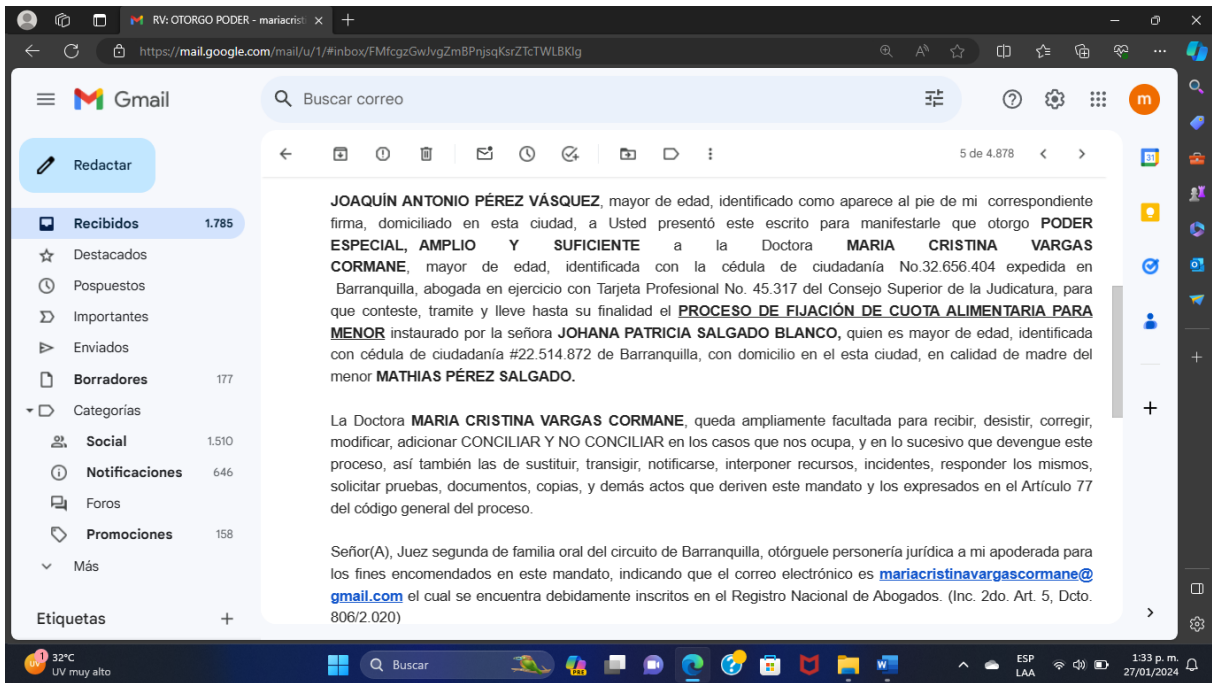 RV: OTORGO PODER - mariacristi
https://mail.google.com/mail/u/1/#inbox/FMfcgzGwJvgZmBPnjsqKsrZTcTWLBKlg
Gmail
Buscar correo
m
Redactar
5 de 4.878
31
Recibidos 1.785
Destacados
Pospuestos
Importantes
Enviados
Borradores 177
Categorías
Social 1.510
Notificaciones 646
Foros
Promociones 158
Más
Etiquetas
JOAQUÍN ANTONIO PÉREZ VÁSQUEZ, mayor de edad, identificado como aparece al pie de mi correspondiente
firma, domiciliado en esta ciudad, a Usted presentó este escrito para manifestarle que otorgo PODER
ESPECIAL, AMPLIO Y SUFICIENTE a la Doctora MARIA CRISTINA VARGAS
CORMANE, mayor de edad, identificada con la cédula de ciudadanía No.32.656.404 expedida en
Barranquilla, abogada en ejercicio con Tarjeta Profesional No. 45.317 del Consejo Superior de la Judicatura, para
que conteste, tramite y lleve hasta su finalidad el PROCESO DE FIJACIÓN DE CUOTA ALIMENTARIA PARA
MENOR instaurado por la señora JOHANA PATRICIA SALGADO BLANCO, quien es mayor de edad, identificada
con cédula de ciudadanía #22.514.872 de Barranquilla, con domicilio en el esta ciudad, en calidad de madre del
menor MATHIAS PÉREZ SALGADO.
La Doctora MARIA CRISTINA VARGAS CORMANE, queda ampliamente facultada para recibir, desistir, corregir,
modificar, adicionar CONCILIAR Y NO CONCILIAR en los casos que nos ocupa, y en lo sucesivo que devengue este
proceso, así también las de sustituir, transigir, notificarse, interponer recursos, incidentes, responder los mismos,
solicitar pruebas, documentos, copias, y demás actos que deriven este mandato y los expresados en el Artículo 77
del código general del proceso.
Señor(A), Juez segunda de familia oral del circuito de Barranquilla, otórguele personería jurídica a mi apoderada para
los fines encomendados en este mandato, indicando que el correo electrónico es mariacristinavargascormane@
gmail.com el cual se encuentra debidamente inscritos en el Registro Nacional de Abogados. (Inc. 2do. Art. 5, Dcto.
806/2.020)
32°C
UV muy alto
Buscar
ESP
LAA
1:33 p. m.
27/01/2024